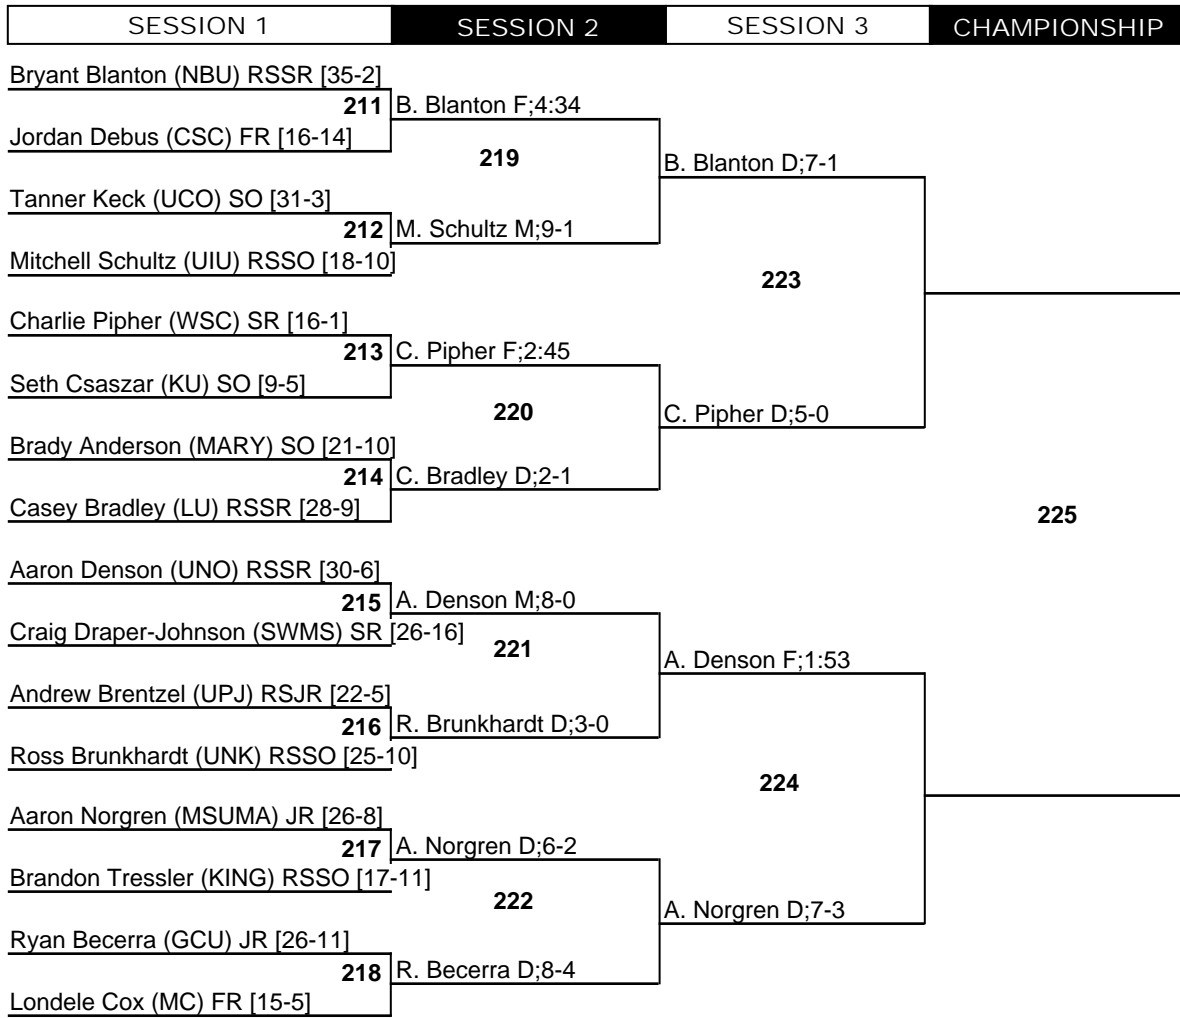 SESSION 1 SESSION 2 SESSION 3 CHAMPIONSHIP
Bryant Blanton (NBU) RSSR [35-2]
211 B. Blanton F;4:34
Jordan Debus (CSC) FR [16-14]
219
B. Blanton D;7-1
Tanner Keck (UCO) SO [31-3]
212 M. Schultz M;9-1
Mitchell Schultz (UIU) RSSO [18-10]
223
Charlie Pipher (WSC) SR [16-1]
213 C. Pipher F;2:45
Seth Csaszar (KU) SO [9-5]
220 C. Pipher D;5-0
Brady Anderson (MARY) SO [21-10]
214 C. Bradley D;2-1
Casey Bradley (LU) RSSR [28-9]
225
Aaron Denson (UNO) RSSR [30-6]
215 A. Denson M;8-0
Craig Draper-Johnson (SWMS) SR [26-16]
221
A. Denson F;1:53
Andrew Brentzel (UPJ) RSJR [22-5]
216 R. Brunkhardt D;3-0
Ross Brunkhardt (UNK) RSSO [25-10]
224
Aaron Norgren (MSUMA) JR [26-8]
217 A. Norgren D;6-2
Brandon Tressler (KING) RSSO [17-11]
222
A. Norgren D;7-3
Ryan Becerra (GCU) JR [26-11]
218 R. Becerra D;8-4
Londele Cox (MC) FR [15-5]